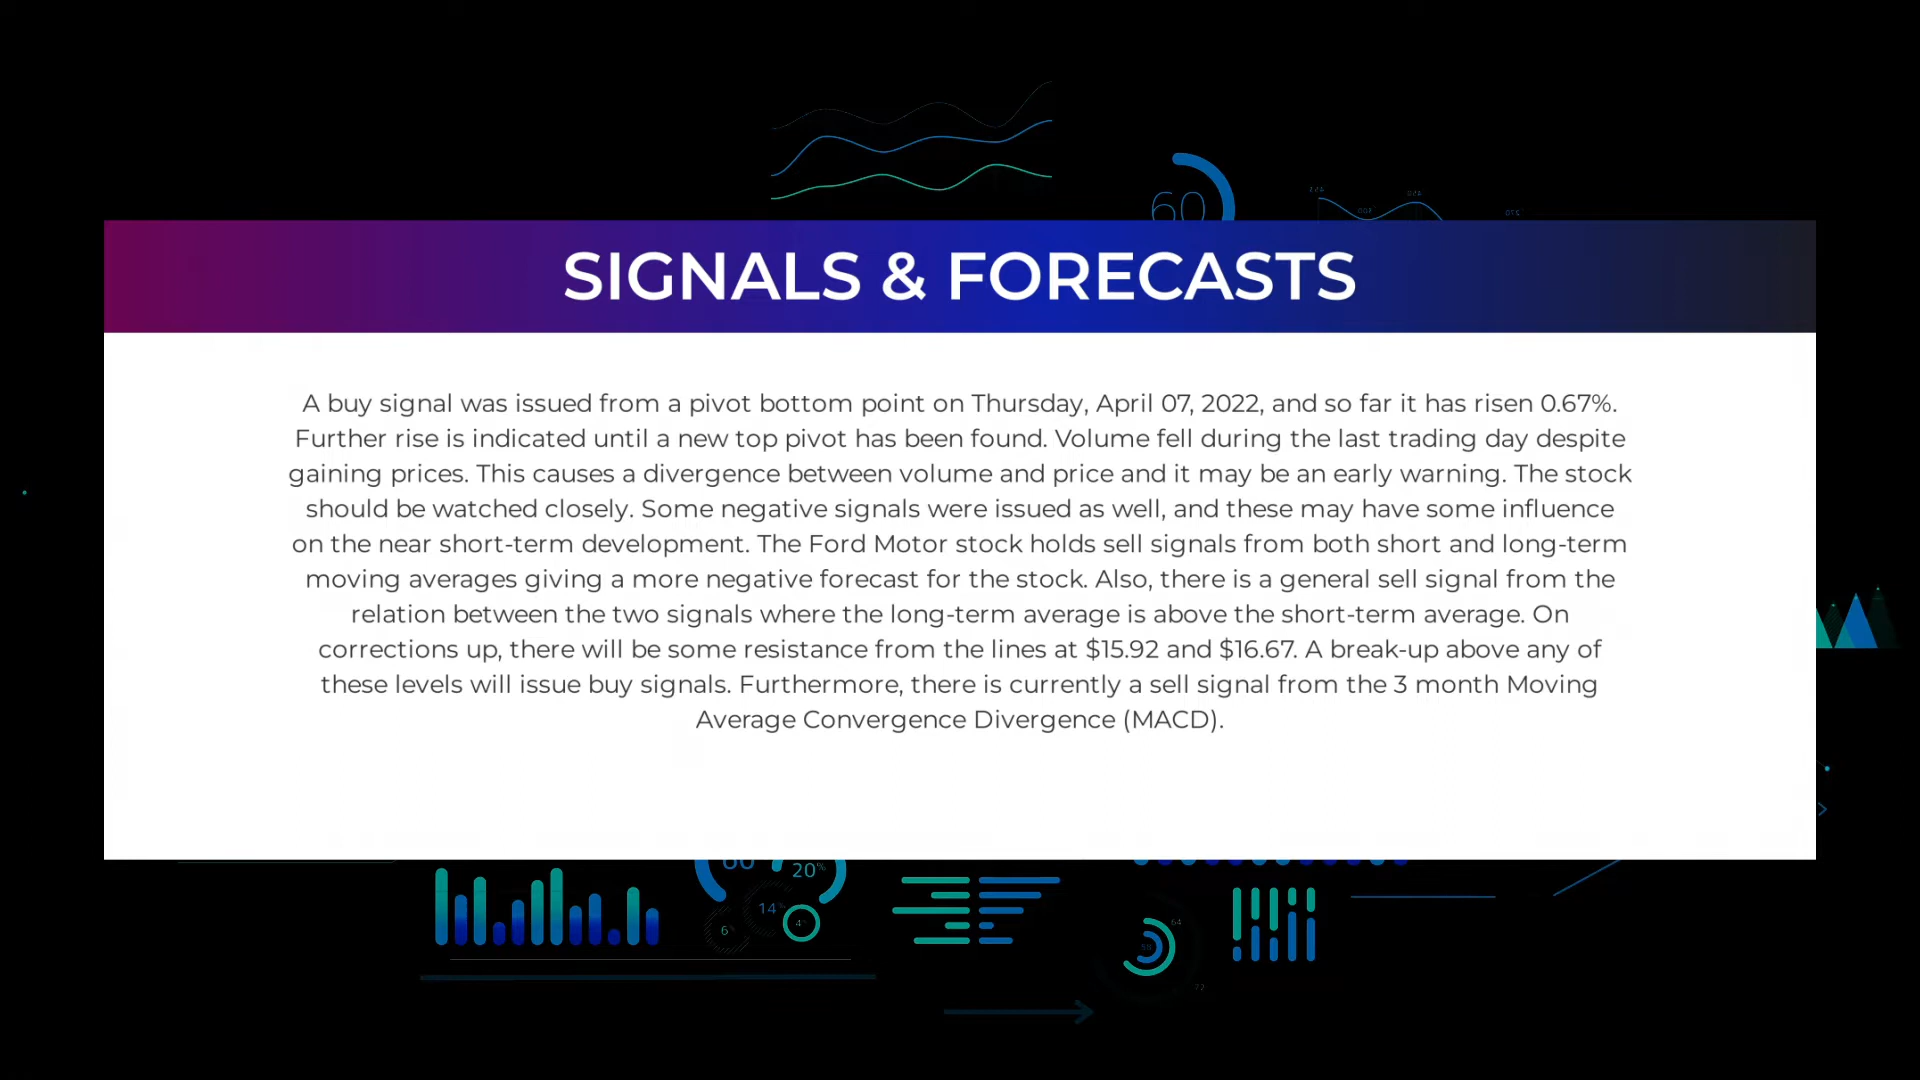 60
SIGNALS & FORECASTS
A buy signal was issued from a pivot bottom point on Thursday, April 07, 2022, and so far it has risen 0.67%.
Further rise is indicated until a new top pivot has been found. Volume fell during the last trading day despite
gaining prices. This causes a divergence between volume and price and it may be an early warning. The stock
should be watched closely. Some negative signals were issued as well, and these may have some influence
on the near short-term development. The Ford Motor stock holds sell signals from both short and long-term
moving averages giving a more negative forecast for the stock. Also, there is a general sell signal from the
relation between the two signals where the long-term average is above the short-term average. On
corrections up, there will be some resistance from the lines at $15.92 and $16.67. A break-up above any of
these levels will issue buy signals. Furthermore, there is currently a sell signal from the 3 month Moving
Average Convergence Divergence (MACD).
20%
14
6
4
64
72